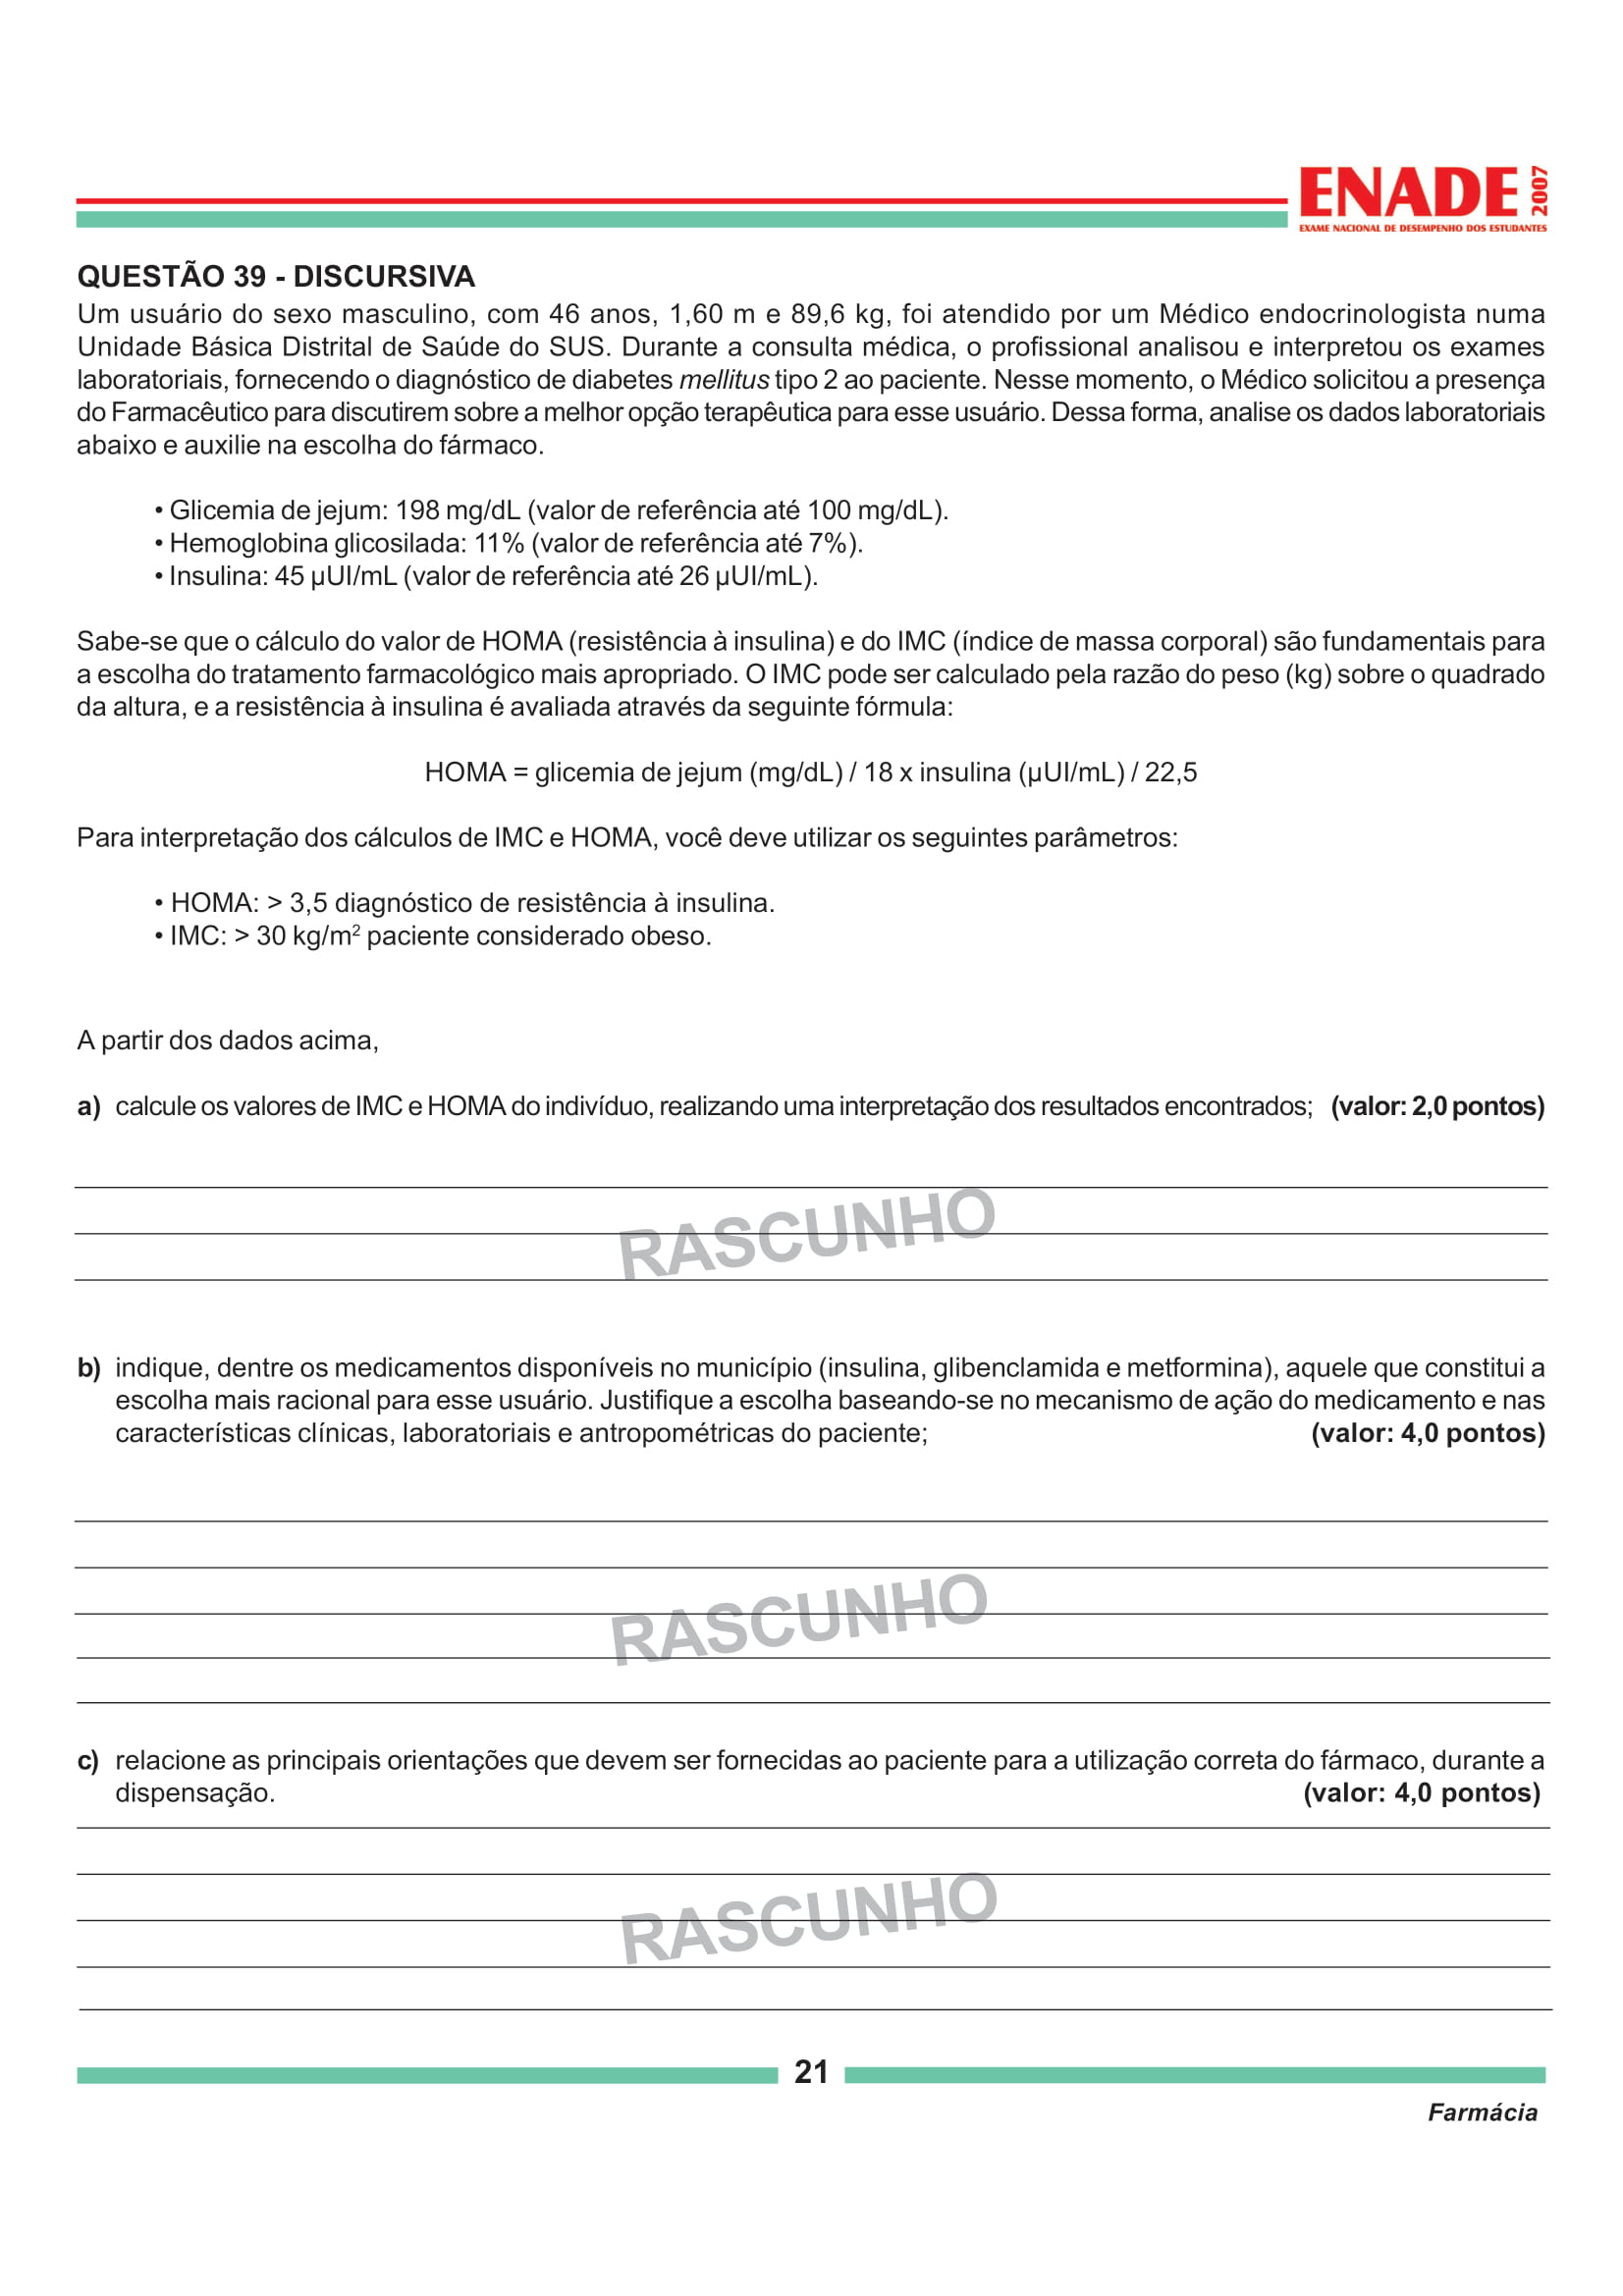 ENADE 2007
EXAME NACIONAL DE DESEMPENHO DOS ESTUDANTES
QUESTÃO 39 - DISCURSIVA
Um usuário do sexo masculino, com 46 anos, 1,60 m e 89,6 kg, foi atendido por um Médico endocrinologista numa
Unidade Básica Distrital de Saúde do SUS. Durante a consulta médica, o profissional analisou e interpretou os exames
laboratoriais, fornecendo o diagnóstico de diabetes mellitus tipo 2 ao paciente. Nesse momento, o Médico solicitou a presença
do Farmacêutico para discutirem sobre a melhor opção terapêutica para esse usuário. Dessa forma, analise os dados laboratoriais
abaixo e auxilie na escolha do fármaco.
• Glicemia de jejum: 198 mg/dL (valor de referência até 100 mg/dL).
• Hemoglobina glicosilada: 11% (valor de referência até 7%).
• Insulina: 45 µUI/mL (valor de referência até 26 µUI/mL).
Sabe-se que o cálculo do valor de HOMA (resistência à insulina) e do IMC (índice de massa corporal) são fundamentais para
a escolha do tratamento farmacológico mais apropriado. O IMC pode ser calculado pela razão do peso (kg) sobre o quadrado
da altura, e a resistência à insulina é avaliada através da seguinte fórmula:
HOMA = glicemia de jejum (mg/dL) / 18 x insulina (µUI/mL) / 22,5
Para interpretação dos cálculos de IMC e HOMA, você deve utilizar os seguintes parâmetros:
• HOMA: > 3,5 diagnóstico de resistência à insulina.
• IMC: > 30 kg/m² paciente considerado obeso.
A partir dos dados acima,
a) calcule os valores de IMC e HOMA do indivíduo, realizando uma interpretação dos resultados encontrados; (valor: 2,0 pontos)
RASCUNHO
b) indique, dentre os medicamentos disponíveis no município (insulina, glibenclamida e metformina), aquele que constitui a
escolha mais racional para esse usuário. Justifique a escolha baseando-se no mecanismo de ação do medicamento e nas
características clínicas, laboratoriais e antropométricas do paciente; (valor: 4,0 pontos)
RASCUNHO
c) relacione as principais orientações que devem ser fornecidas ao paciente para a utilização correta do fármaco, durante a
dispensação. (valor: 4,0 pontos)
RASCUNHO
21
Farmácia